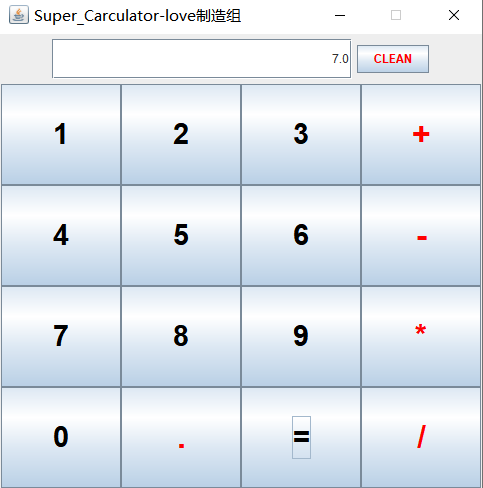 Super_Carculator-love制造组
7.0 CLEAN
1 2 3 +
4 5 6 -
7 8 9 *
0 . = /